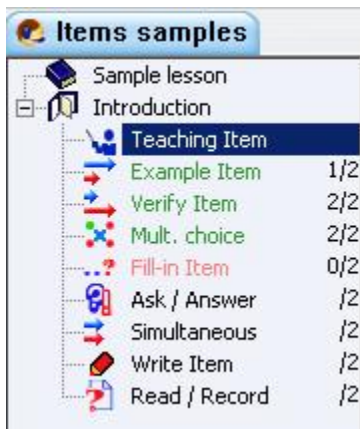 Items samples
Sample lesson
Introduction
Teaching Item
Example Item 1/2
Verify Item 2/2
Mult. choice 2/2
Fill-in Item 0/2
Ask / Answer /2
Simultaneous /2
Write Item /2
Read / Record /2